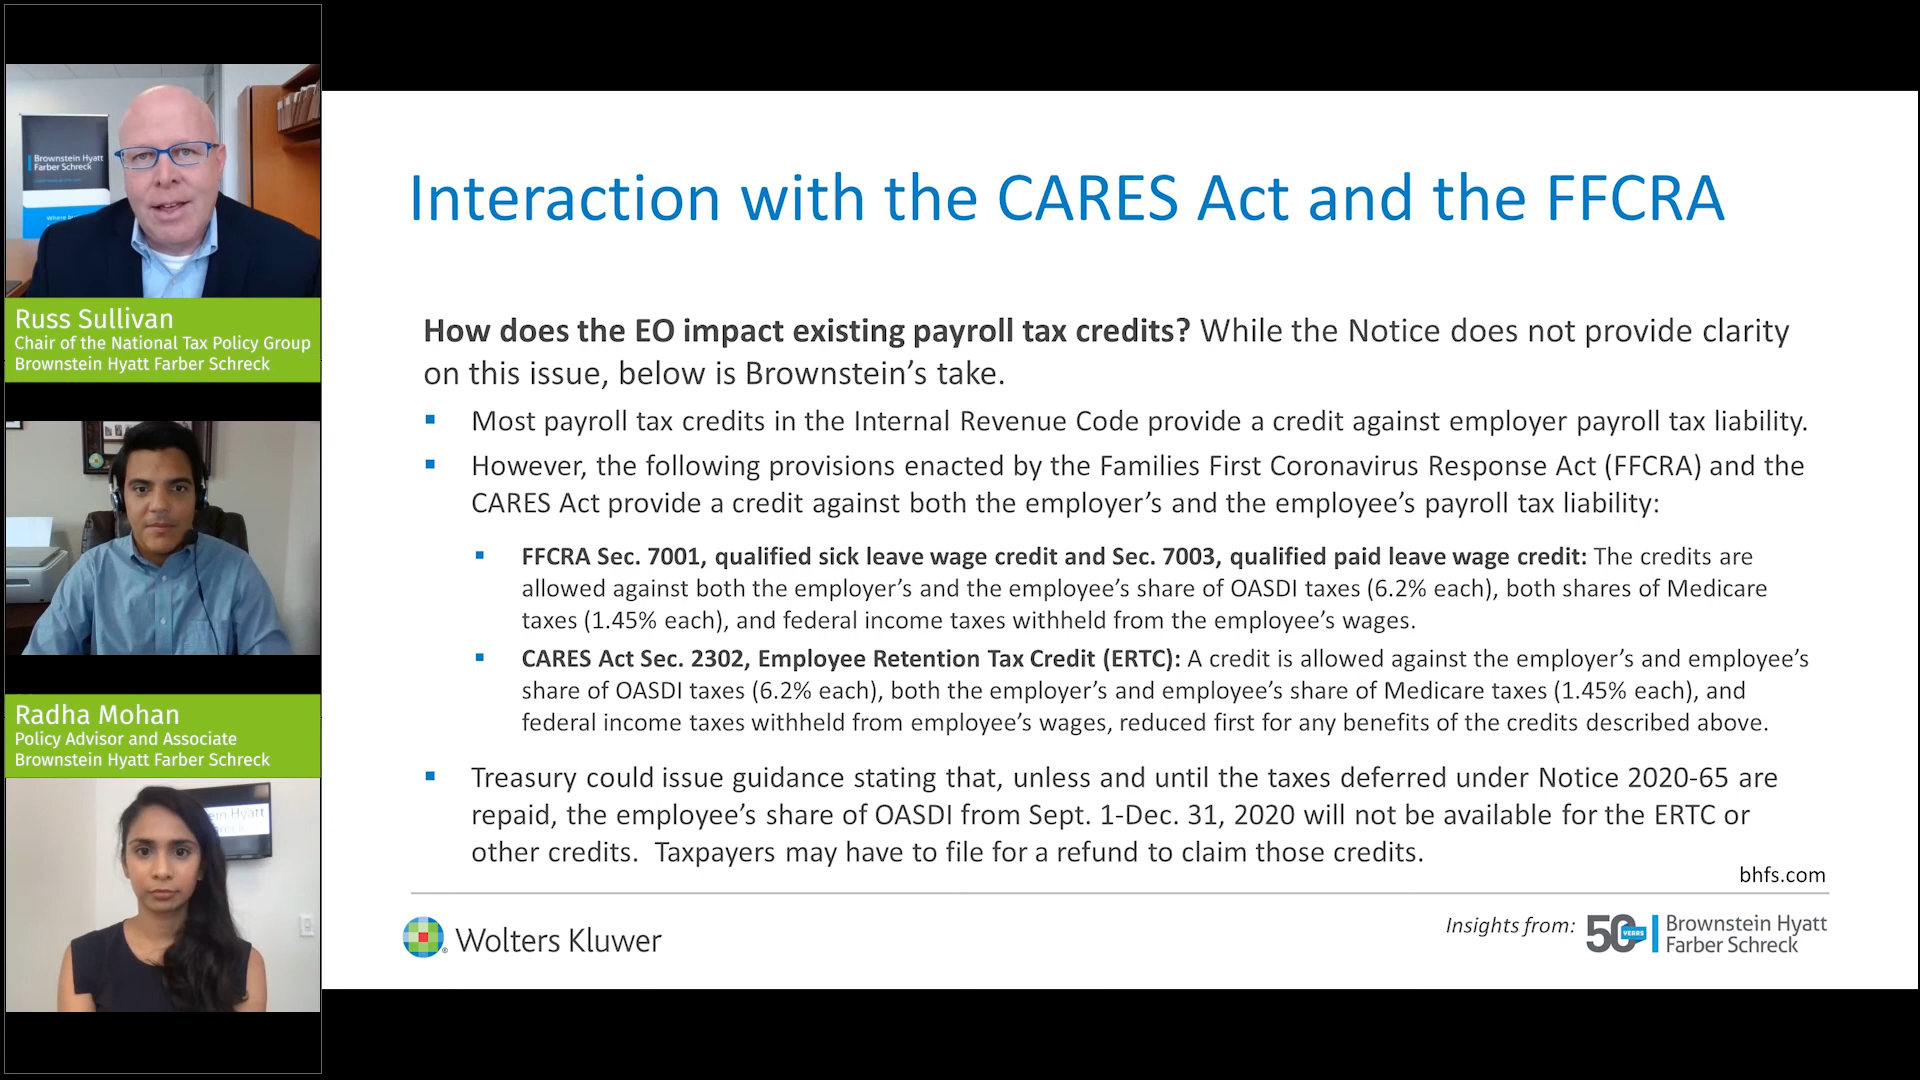 Brownstein Hyatt
Farber Schreck
Russ Sullivan
Chair of the National Tax Policy Group
Brownstein Hyatt Farber Schreck
Radha Mohan
Policy Advisor and Associate
Brownstein Hyatt Farber Schreck
ein Hyatt
Interaction with the CARES Act and the FFCRA
How does the EO impact existing payroll tax credits? While the Notice does not provide clarity
on this issue, below is Brownstein’s take.
▪ Most payroll tax credits in the Internal Revenue Code provide a credit against employer payroll tax liability.
▪ However, the following provisions enacted by the Families First Coronavirus Response Act (FFCRA) and the
CARES Act provide a credit against both the employer’s and the employee’s payroll tax liability:
▪ FFCRA Sec. 7001, qualified sick leave wage credit and Sec. 7003, qualified paid leave wage credit: The credits are
allowed against both the employer’s and the employee’s share of OASDI taxes (6.2% each), both shares of Medicare
taxes (1.45% each), and federal income taxes withheld from the employee’s wages.
▪ CARES Act Sec. 2302, Employee Retention Tax Credit (ERTC): A credit is allowed against the employer’s and employee’s
share of OASDI taxes (6.2% each), both the employer’s and employee’s share of Medicare taxes (1.45% each), and
federal income taxes withheld from employee’s wages, reduced first for any benefits of the credits described above.
▪ Treasury could issue guidance stating that, unless and until the taxes deferred under Notice 2020-65 are
repaid, the employee’s share of OASDI from Sept. 1-Dec. 31, 2020 will not be available for the ERTC or
other credits.  Taxpayers may have to file for a refund to claim those credits.
bhfs.com
Wolters Kluwer
Insights from:
50 YEARS
Brownstein Hyatt
Farber Schreck